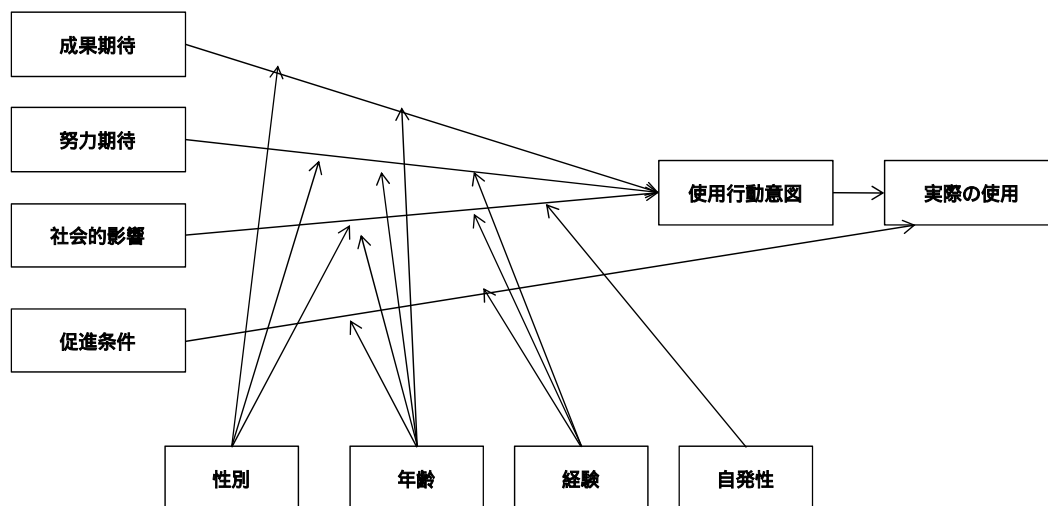 成果期待
努力期待
社会的影響
促進条件
使用行動意図
実際の使用
性別
年齢
経験
自発性